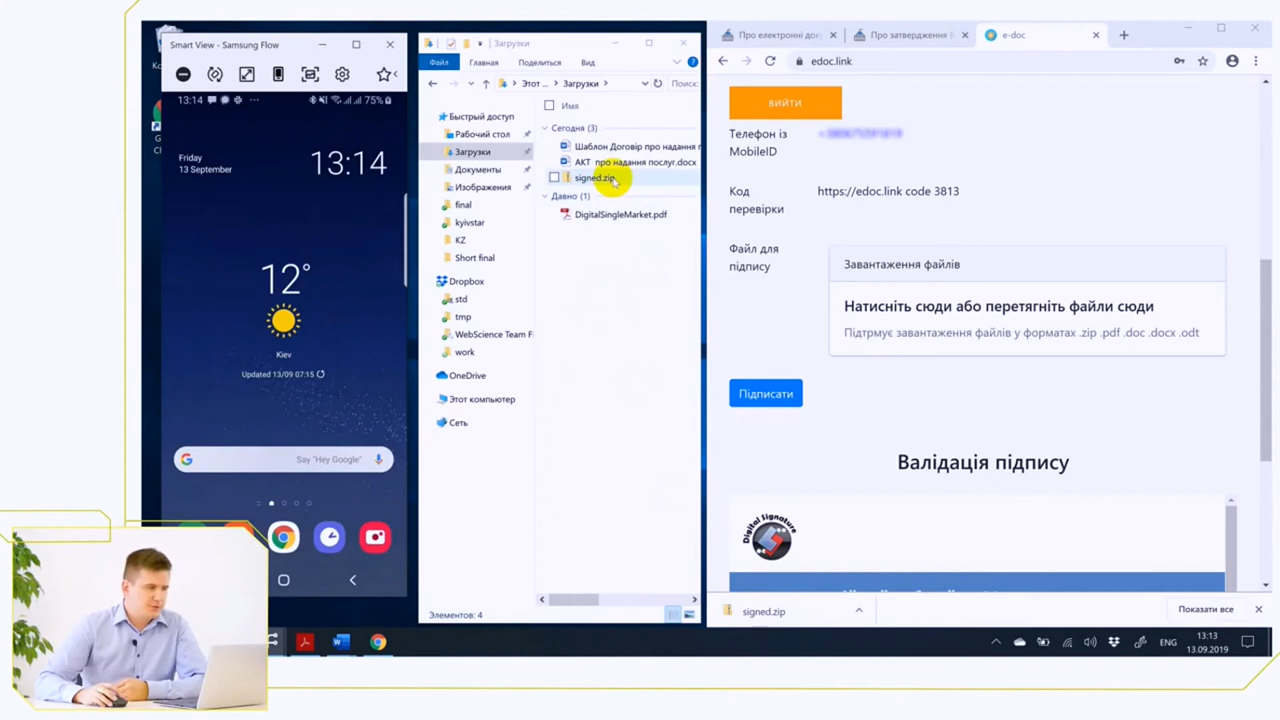 Smart View - Samsung Flow
13:14
75%
Friday
13 September
13:14
12°
Kiev
Updated 13/09 07:15
Say "Hey Google"
Загрузки
Файл
Главная
Поделиться
Вид
Этот ...
Загрузки
Поиск:
Имя
Быстрый доступ
Рабочий стол
Загрузки
Документы
Изображения
final
kyivstar
KZ
Short final
Dropbox
std
tmp
WebScience Team F
work
OneDrive
Этот компьютер
Сеть
Сегодня (3)
Шаблон Договір про надання п
АКТ про надання послуг.docx
signed.zip
Давно (1)
DigitalSingleMarket.pdf
Элементов: 4
Про електронні док
Про затвердження
e-doc
edoc.link
ВИЙТИ
Телефон із
MobileID
Код
перевірки
https://edoc.link code 3813
Файл для
підпису
Завантаження файлів
Натисніть сюди або перетягніть файли сюди
Підтрмує завантаження файлів у форматах .zip .pdf .doc .docx .odt
Підписати
Валідація підпису
Digital Signature
signed.zip
Показати все
ENG
13:13
13.09.2019